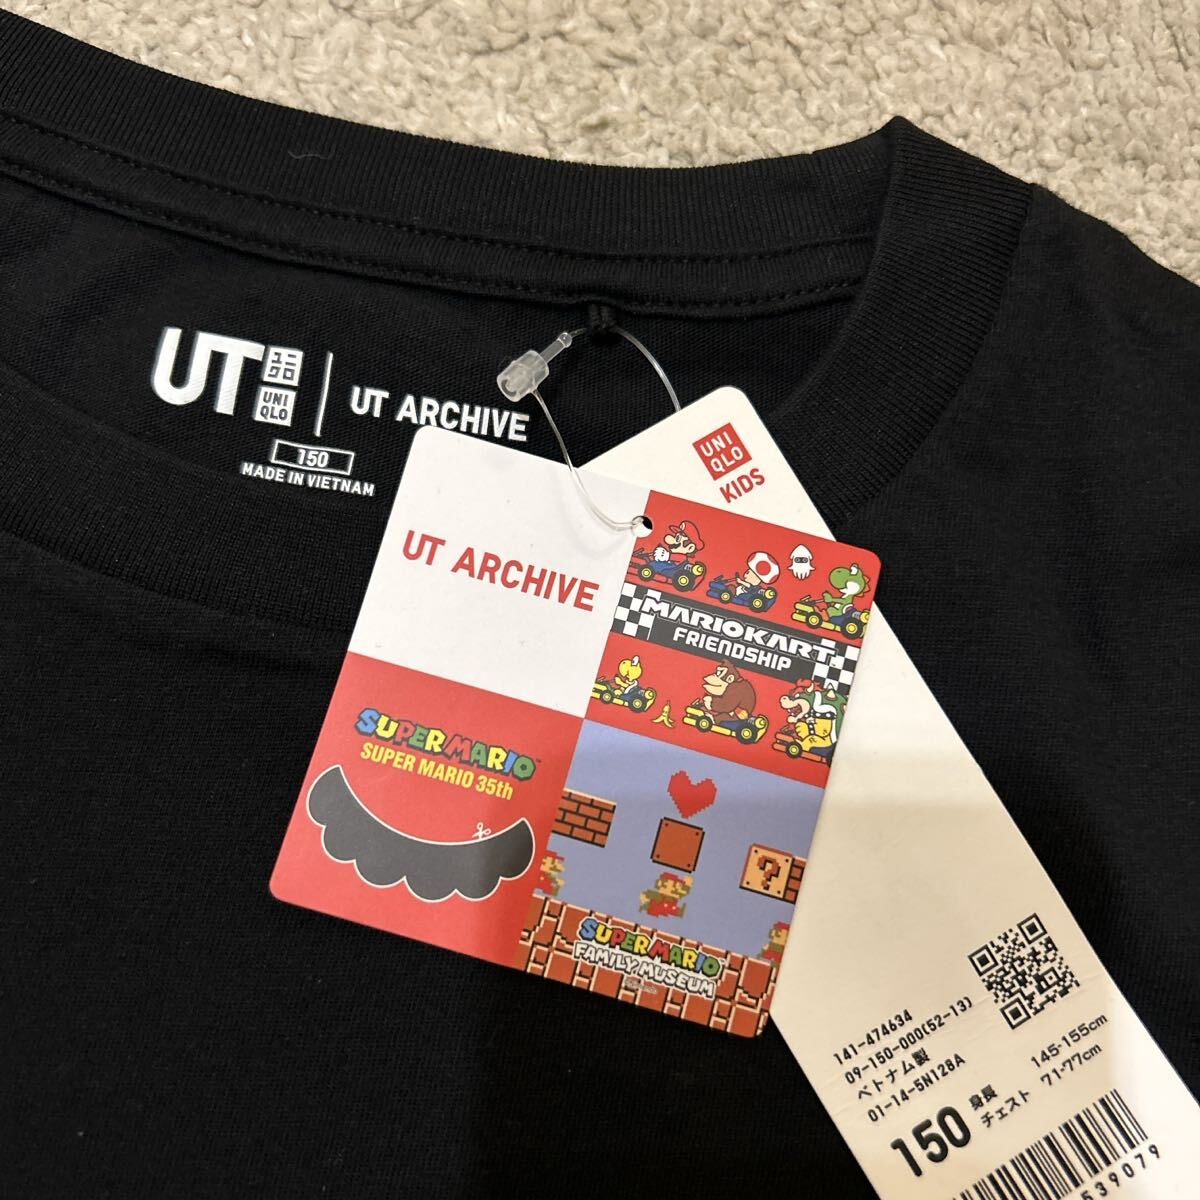 UT
ユニ
クロ
UNI
QLO
UT ARCHIVE
150
MADE IN VIETNAM
UNI
QLO
KIDS
UT ARCHIVE
MARIOKART
FRIENDSHIP
SUPER MARIO
SUPER MARIO 35th
?
SUPER MARIO
FAMILY MUSEUM
141-474634
09-150-000(52-13)
ベトナム製
01-14-5N128A
150
身長 145-155cm
チェスト 71-77cm
539079